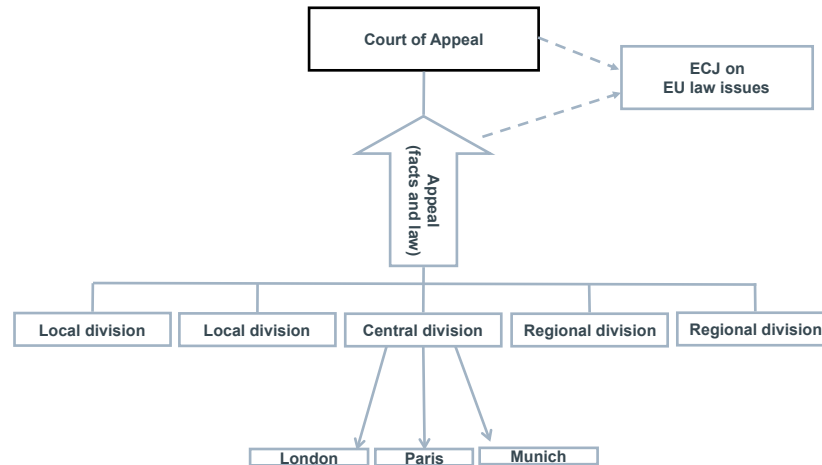 Court of Appeal
ECJ on
EU law issues
Appeal
(facts and law)
Local division
Local division
Central division
Regional division
Regional division
London
Paris
Munich